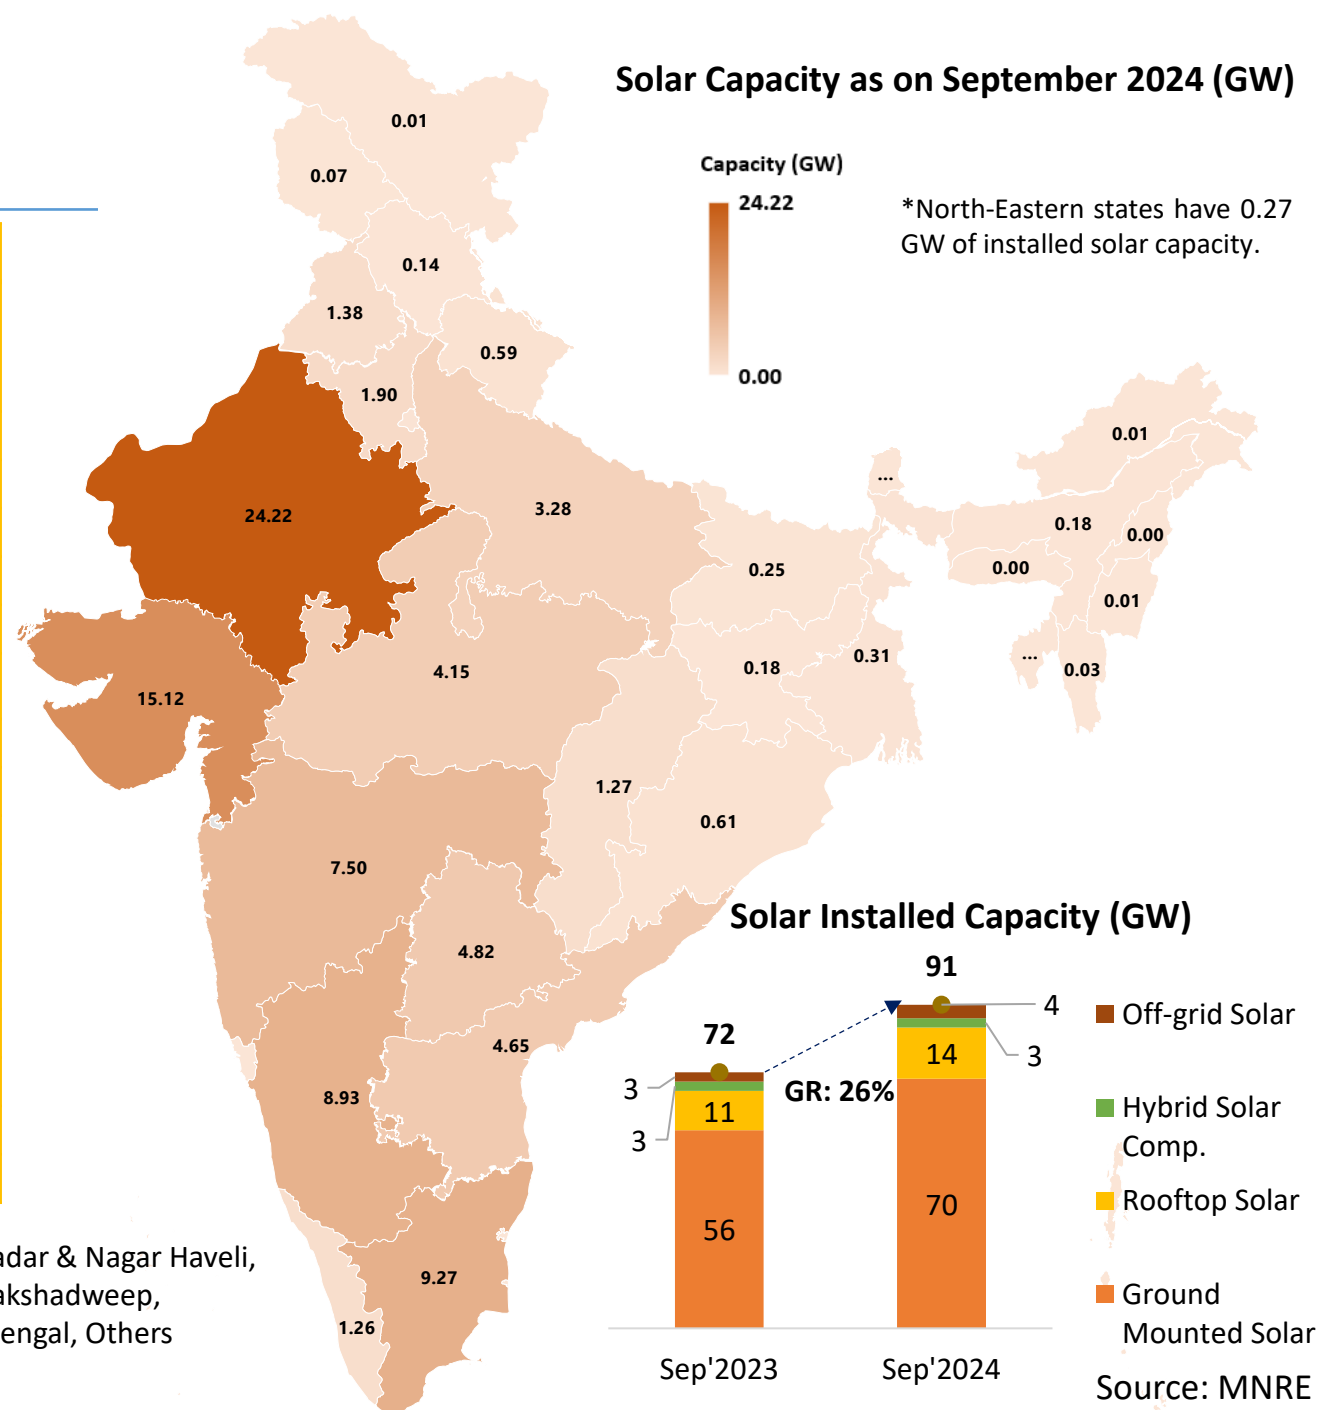 Solar Capacity as on September 2024 (GW)
Capacity (GW)
24.22
0.00
*North-Eastern states have 0.27
GW of installed solar capacity.
0.01
0.07
0.14
1.38
0.59
1.90
24.22
3.28
0.25
...
0.01
0.18
0.00
0.00
0.01
...
0.03
0.31
0.18
4.15
15.12
1.27
0.61
7.50
4.82
4.65
8.93
9.27
1.26
Solar Installed Capacity (GW)
91
72
4
3
14
70
3
3
11
56
GR: 26%
Sep'2023
Sep'2024
Off-grid Solar
Hybrid Solar
Comp.
Rooftop Solar
Ground
Mounted Solar
Source: MNRE
adar & Nagar Haveli,
akshadweep,
engal, Others